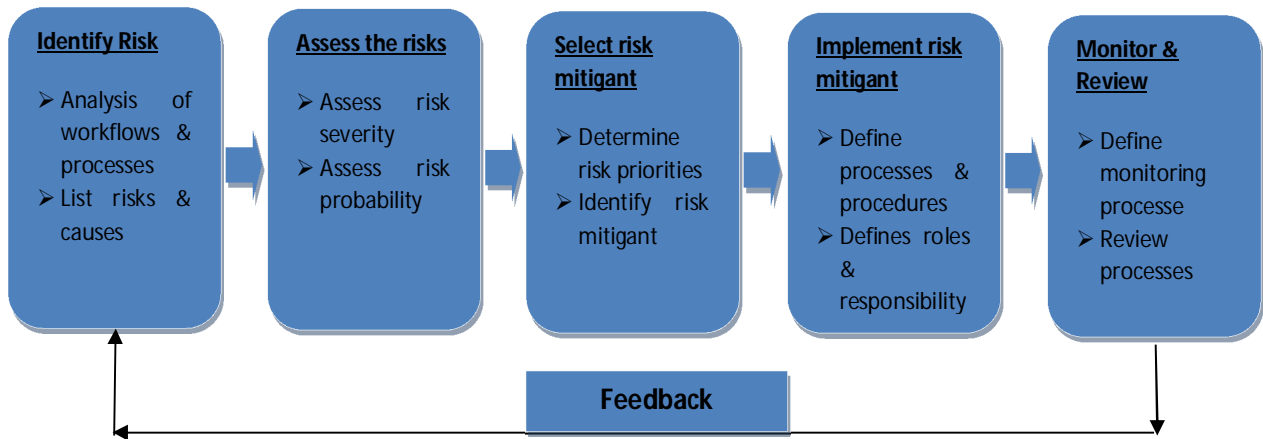 Identify Risk
➢ Analysis of
workflows &
processes
➢ List risks &
causes
Assess the risks
➢ Assess risk
severity
➢ Assess risk
probability
Select risk
mitigant
➢ Determine
risk priorities
➢ Identify risk
mitigant
Implement risk
mitigant
➢ Define
processes &
procedures
➢ Defines roles
&
responsibility
Monitor &
Review
➢ Define
monitoring
processe
➢ Review
processes
Feedback